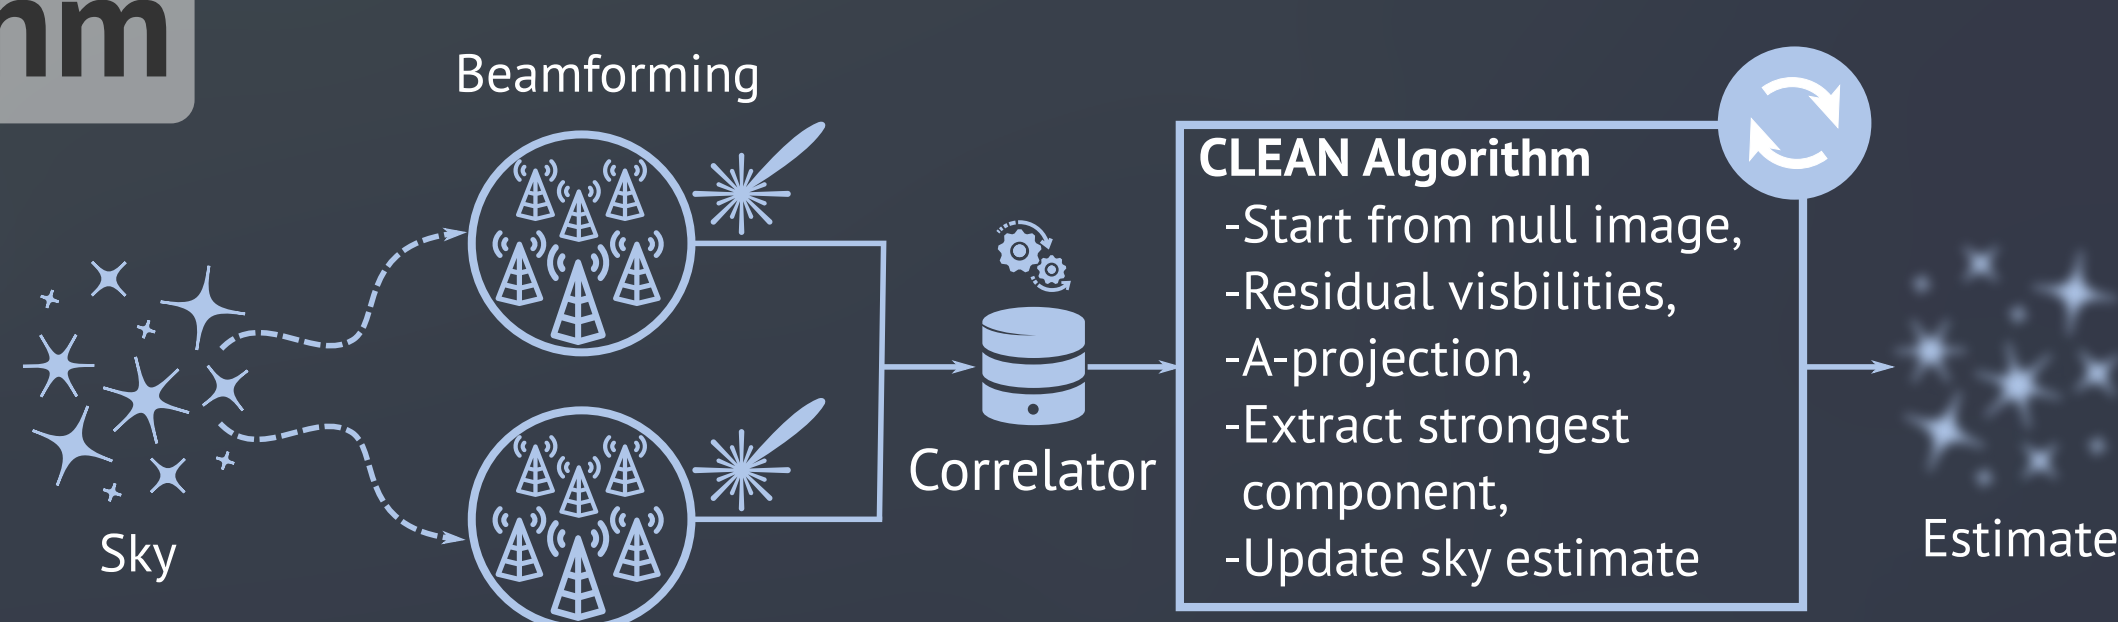 Beamforming
CLEAN Algorithm
-Start from null image,
-Residual visbilities,
-A-projection,
-Extract strongest
component,
-Update sky estimate
Correlator
Sky
Estimate